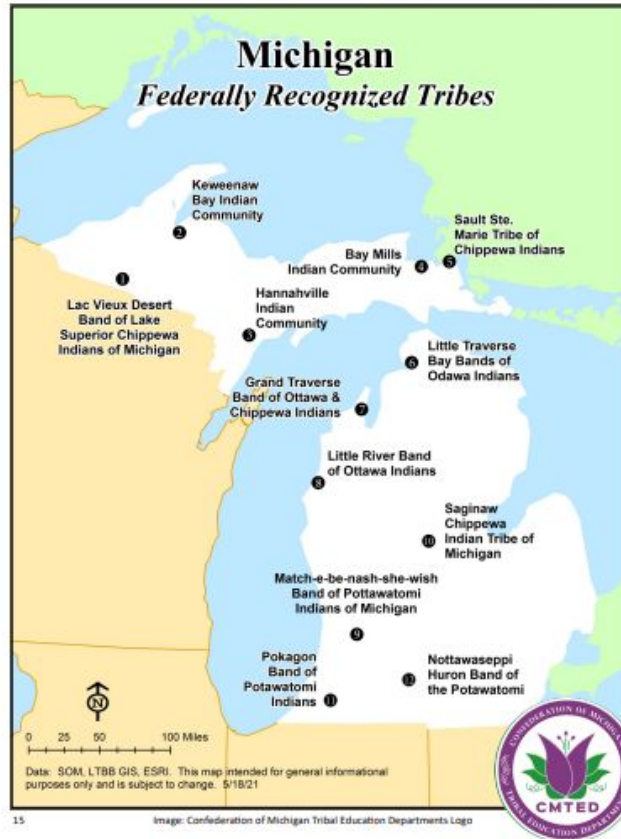 Michigan
Federally Recognized Tribes
Keweenaw
Bay Indian
Community
2
Sault Ste.
Marie Tribe of
Chippewa Indians
5
Bay Mills
Indian Community
4
1
Lac Vieux Desert
Band of Lake
Superior Chippewa
Indians of Michigan
Hannahville
Indian
Community
3
Little Traverse
Bay Bands of
Odawa Indians
6
Grand Traverse
Band of Ottawa &
Chippewa Indians
7
Little River Band
of Ottawa Indians
8
Saginaw
Chippewa
Indian Tribe of
Michigan
10
Match-e-be-nash-she-wish
Band of Pottawatomi
Indians of Michigan
9
Pokagon
Band of
Potawatomi
Indians
11
Nottawaseppi
Huron Band of
the Potawatomi
12
N
0 25 50 100 Miles
Data: SOM, LTBB GIS, ESRI. This map intended for general informational
purposes only and is subject to change. 5/18/21
CONFEDERATION OF MICHIGAN
TRIBAL EDUCATION DEPARTMENTS
CMTED
15
Image: Confederation of Michigan Tribal Education Departments Logo